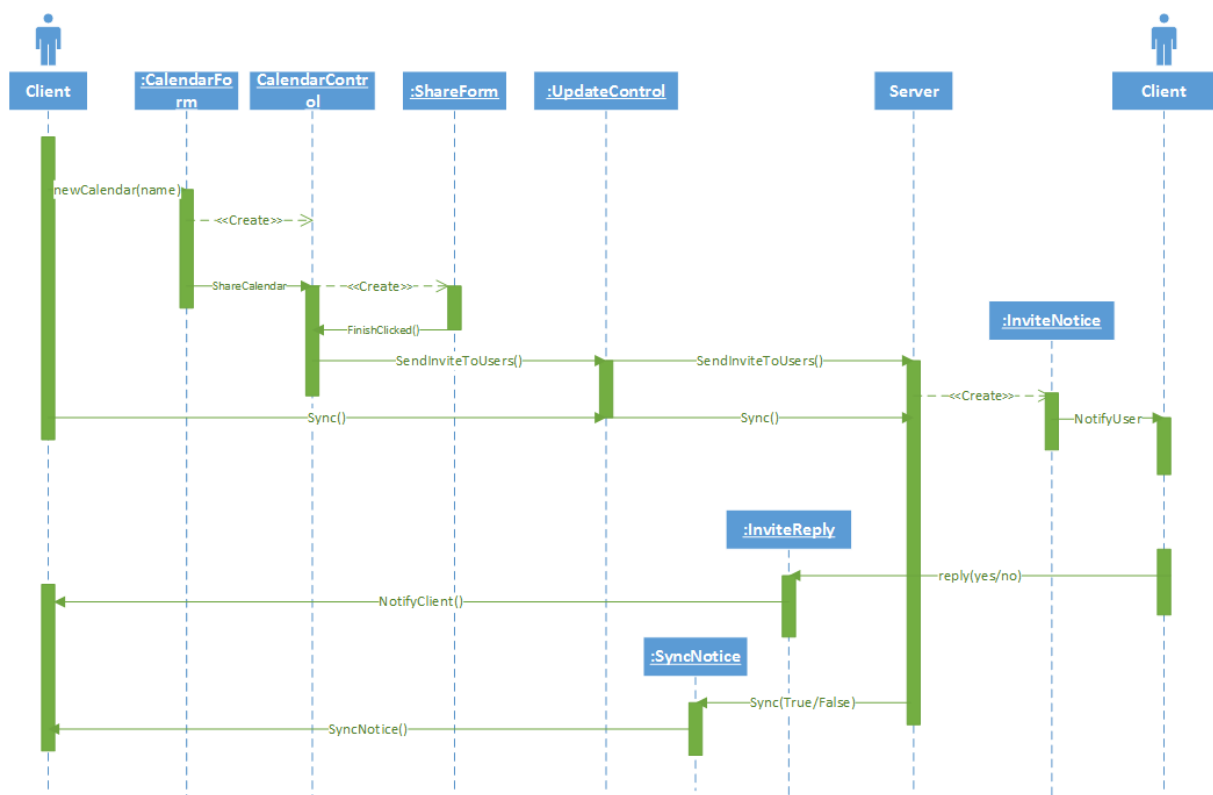 Client
:CalendarFo
rm
CalendarContr
ol
:ShareForm
:UpdateControl
Server
Client
newCalendar(name)
<<Create>>
ShareCalendar
<<Create>>
:InviteNotice
FinishClicked()
SendInviteToUsers()
SendInviteToUsers()
<<Create>>
Sync()
Sync()
NotifyUser
:InviteReply
reply(yes/no)
NotifyClient()
:SyncNotice
Sync(True/False)
SyncNotice()